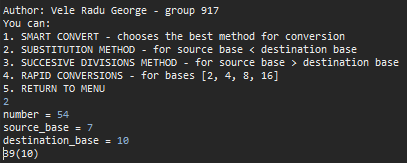 Author: Vele Radu George - group 917
You can:
1. SMART CONVERT - chooses the best method for conversion
2. SUBSTITUTION METHOD - for source base < destination base
3. SUCCESIVE DIVISIONS METHOD - for source base > destination base
4. RAPID CONVERSIONS - for bases [2, 4, 8, 16]
5. RETURN TO MENU
2
number = 54
source_base = 7
destination_base = 10
39(10)